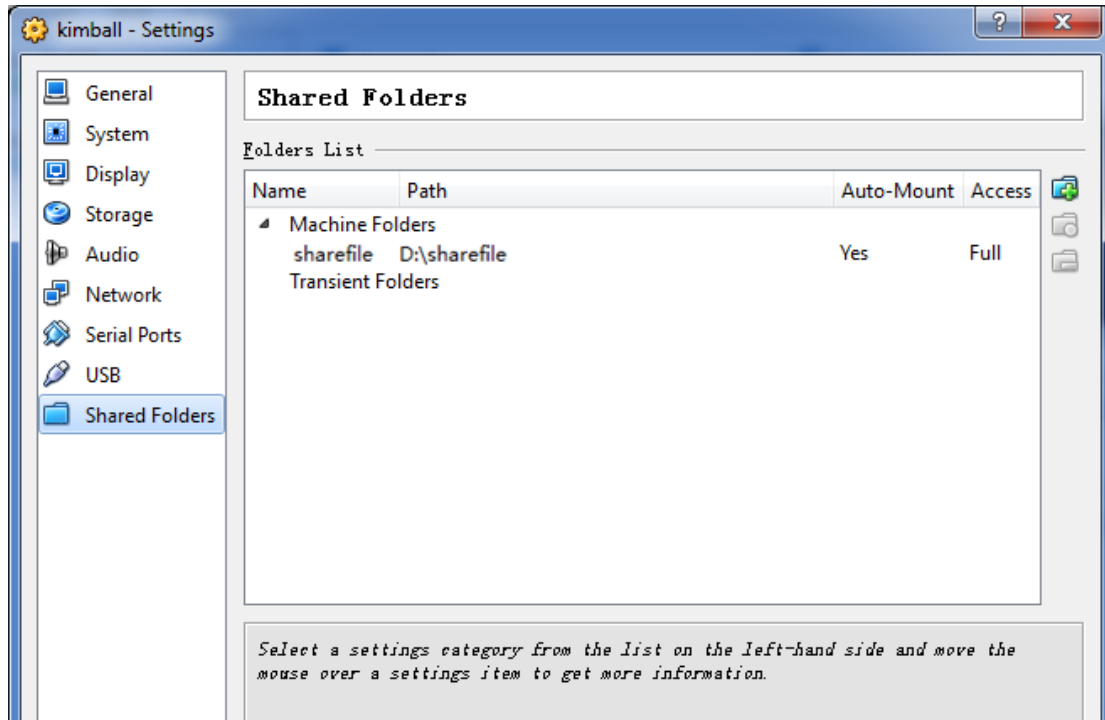 kimball - Settings
?
X
General
System
Display
Storage
Audio
Network
Serial Ports
USB
Shared Folders
Shared Folders
Folders List
Name Path Auto-Mount Access
Machine Folders
sharefile D:\sharefile Yes Full
Transient Folders
Select a settings category from the list on the left-hand side and move the
mouse over a settings item to get more information.